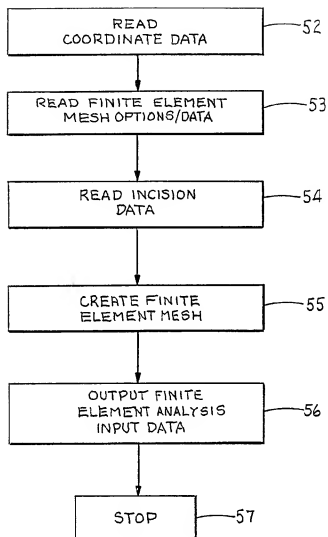 READ
COORDINATE DATA
52
READ FINITE ELEMENT
MESH OPTIONS/DATA
53
READ INCISION
DATA
54
CREATE FINITE
ELEMENT MESH
55
OUTPUT FINITE
ELEMENT ANALYSIS
INPUT DATA
56
STOP
57